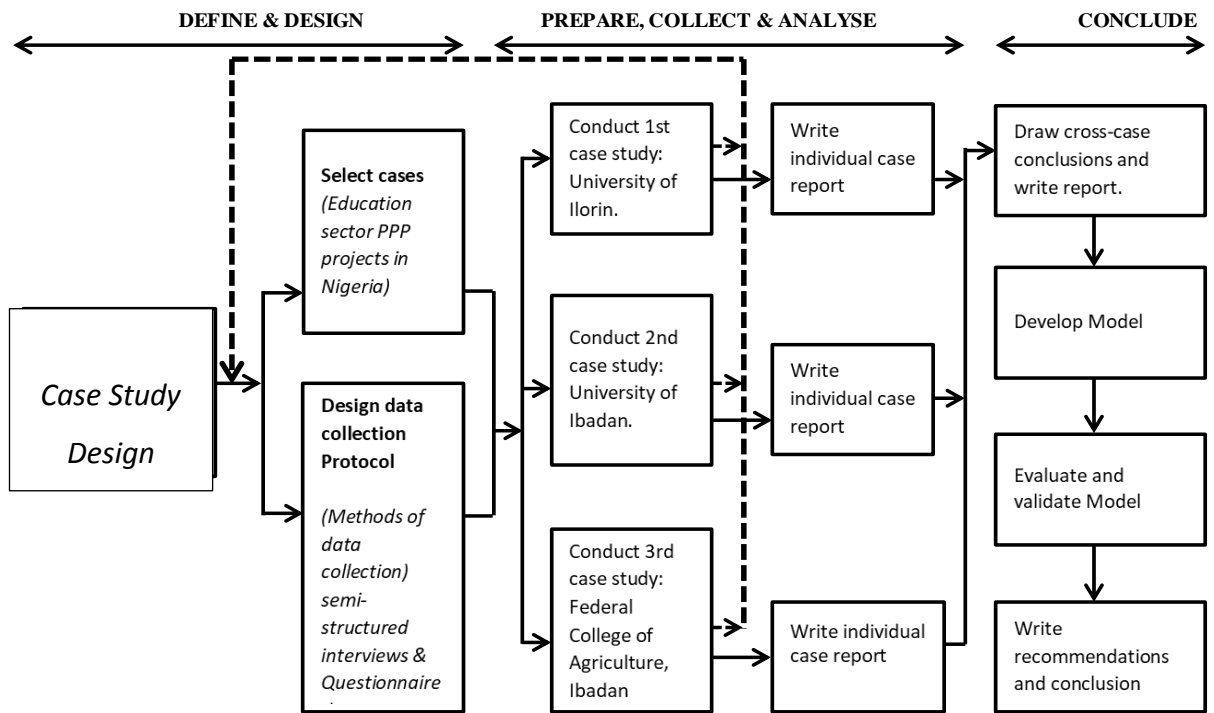 DEFINE & DESIGN
PREPARE, COLLECT & ANALYSE
CONCLUDE
Case Study
Design
Select cases
(Education
sector PPP
projects in
Nigeria)
Design data
collection
Protocol
(Methods of
data
collection)
semi-
structured
interviews &
Questionnaire
Conduct 1st
case study:
University of
Ilorin.
Write
individual case
report
Conduct 2nd
case study:
University of
Ibadan.
Write
individual case
report
Conduct 3rd
case study:
Federal
College of
Agriculture,
Ibadan
Write individual
case report
Draw cross-case
conclusions and
write report.
Develop Model
Evaluate and
validate Model
Write
recommendations
and conclusion